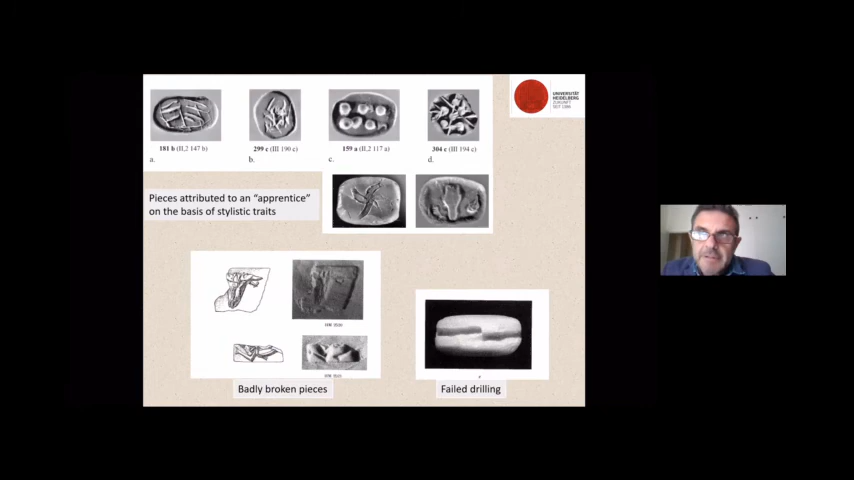 UNIVERSITÄT
HEIDELBERG
ZUKUNFT
SEIT 1386
181 b (II,2 147 b)
299 c (III 190 c)
159 a (II,2 117 a)
304 c (III 194 c)
a.
b.
c.
d.
Pieces attributed to an “apprentice”
on the basis of stylistic traits
Badly broken pieces
Failed drilling